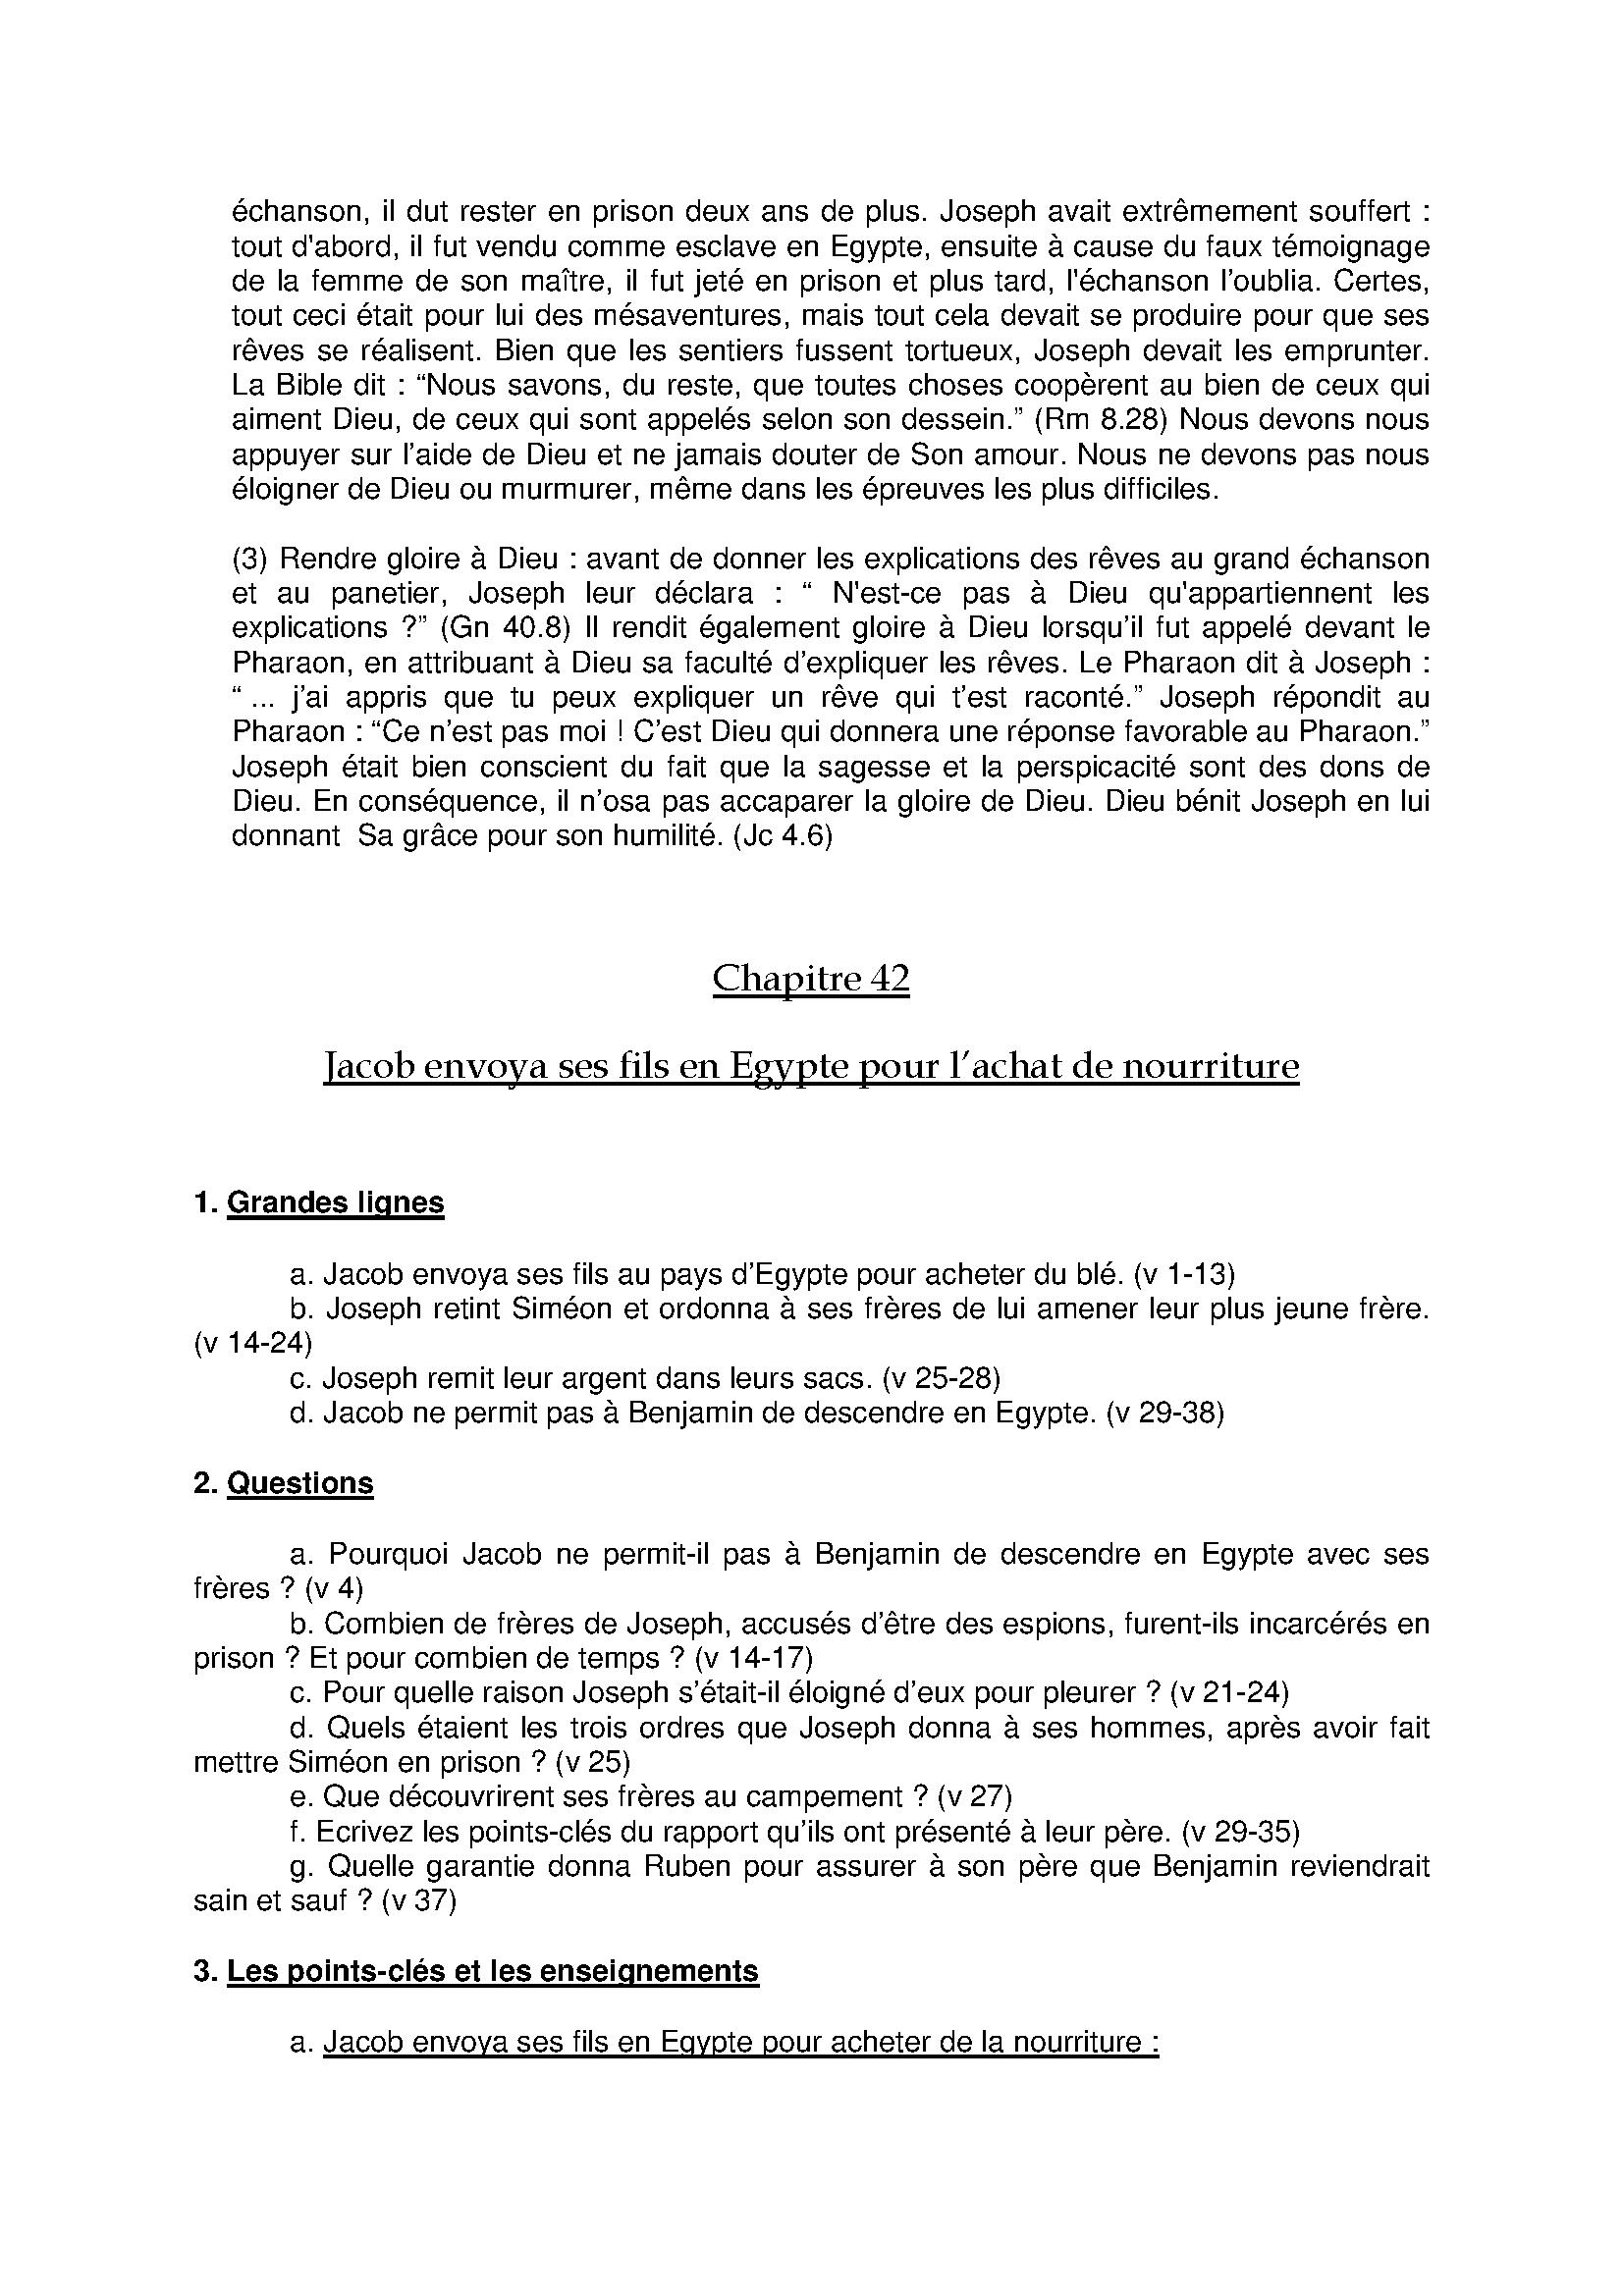 échanson, il dut rester en prison deux ans de plus. Joseph avait extrêmement souffert :
tout d'abord, il fut vendu comme esclave en Egypte, ensuite à cause du faux témoignage
de la femme de son maître, il fut jeté en prison et plus tard, l'échanson l’oublia. Certes,
tout ceci était pour lui des mésaventures, mais tout cela devait se produire pour que ses
rêves se réalisent. Bien que les sentiers fussent tortueux, Joseph devait les emprunter.
La Bible dit : “Nous savons, du reste, que toutes choses coopèrent au bien de ceux qui
aiment Dieu, de ceux qui sont appelés selon son dessein.” (Rm 8.28) Nous devons nous
appuyer sur l’aide de Dieu et ne jamais douter de Son amour. Nous ne devons pas nous
éloigner de Dieu ou murmurer, même dans les épreuves les plus difficiles.
(3) Rendre gloire à Dieu : avant de donner les explications des rêves au grand échanson
et au panetier, Joseph leur déclara : “ N'est-ce pas à Dieu qu'appartiennent les
explications ?” (Gn 40.8) Il rendit également gloire à Dieu lorsqu’il fut appelé devant le
Pharaon, en attribuant à Dieu sa faculté d’expliquer les rêves. Le Pharaon dit à Joseph :
“ ... j’ai appris que tu peux expliquer un rêve qui t’est raconté.” Joseph répondit au
Pharaon : “Ce n’est pas moi ! C’est Dieu qui donnera une réponse favorable au Pharaon.”
Joseph était bien conscient du fait que la sagesse et la perspicacité sont des dons de
Dieu. En conséquence, il n’osa pas accaparer la gloire de Dieu. Dieu bénit Joseph en lui
donnant  Sa grâce pour son humilité. (Jc 4.6)
Chapitre 42
Jacob envoya ses fils en Egypte pour l’achat de nourriture
1. Grandes lignes
a. Jacob envoya ses fils au pays d’Egypte pour acheter du blé. (v 1-13)
b. Joseph retint Siméon et ordonna à ses frères de lui amener leur plus jeune frère.
(v 14-24)
c. Joseph remit leur argent dans leurs sacs. (v 25-28)
d. Jacob ne permit pas à Benjamin de descendre en Egypte. (v 29-38)
2. Questions
a. Pourquoi Jacob ne permit-il pas à Benjamin de descendre en Egypte avec ses
frères ? (v 4)
b. Combien de frères de Joseph, accusés d’être des espions, furent-ils incarcérés en
prison ? Et pour combien de temps ? (v 14-17)
c. Pour quelle raison Joseph s’était-il éloigné d’eux pour pleurer ? (v 21-24)
d. Quels étaient les trois ordres que Joseph donna à ses hommes, après avoir fait
mettre Siméon en prison ? (v 25)
e. Que découvrirent ses frères au campement ? (v 27)
f. Ecrivez les points-clés du rapport qu’ils ont présenté à leur père. (v 29-35)
g. Quelle garantie donna Ruben pour assurer à son père que Benjamin reviendrait
sain et sauf ? (v 37)
3. Les points-clés et les enseignements
a. Jacob envoya ses fils en Egypte pour acheter de la nourriture :